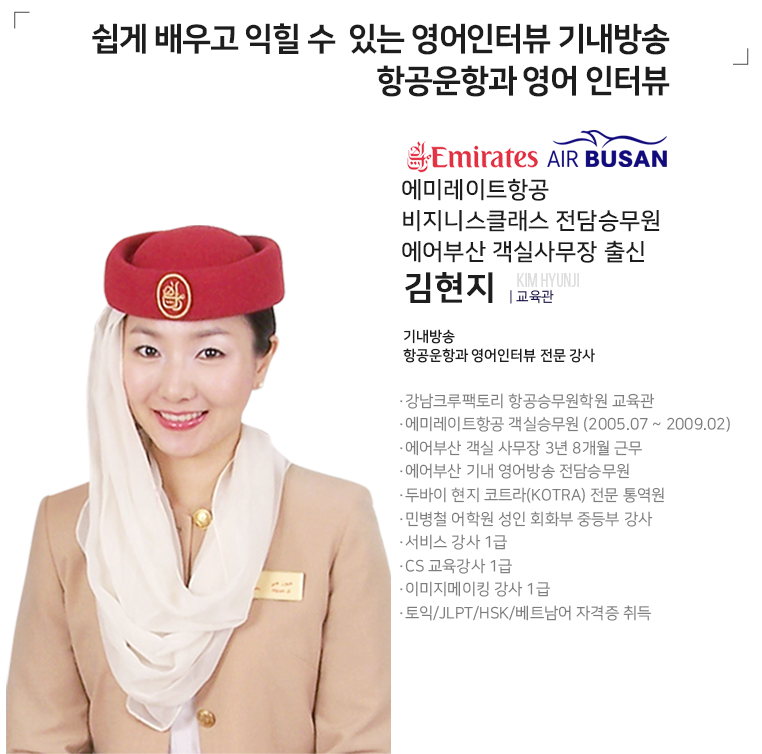 쉽게 배우고 익힐 수 있는 영어인터뷰 기내방송
항공운항과 영어 인터뷰
Emirates AIR BUSAN
에미레이트항공
비지니스클래스 전담승무원
에어부산 객실사무장 출신
김현지 KIM HYUNJI
| 교육관
기내방송
항공운항과 영어인터뷰 전문 강사
·강남크루팩토리 항공승무원학원 교육관
·에미레이트항공 객실승무원 (2005.07 ~ 2009.02)
·에어부산 객실 사무장 3년 8개월 근무
·에어부산 기내 영어방송 전담승무원
·두바이 현지 코트라(KOTRA) 전문 통역원
·민병철 어학원 성인 회화부 중등부 강사
·서비스 강사 1급
·CS 교육강사 1급
·이미지메이킹 강사 1급
·토익/JLPT/HSK/베트남어 자격증 취득